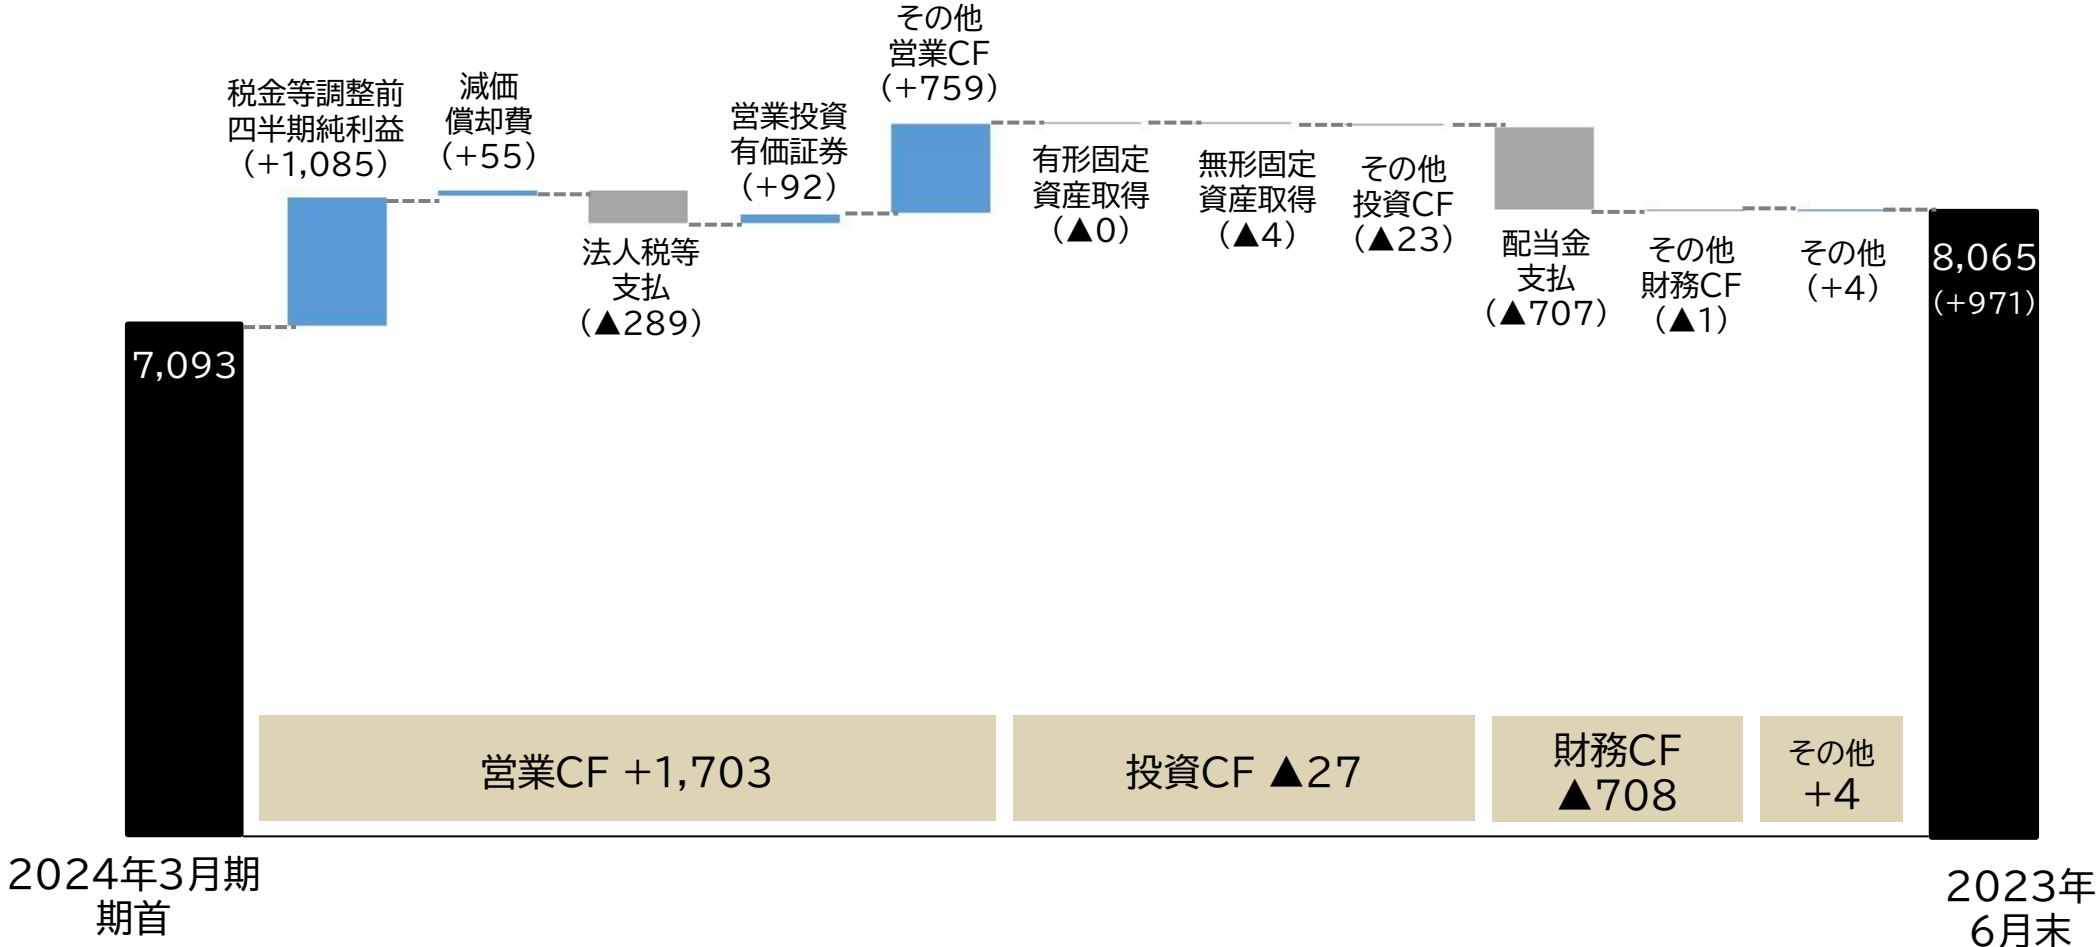 税金等調整前
四半期純利益
（+1,085）
減価
償却費
（+55）
法人税等
支払
（▲289）
営業投資
有価証券
（+92）
その他
営業CF
（+759）
有形固定
資産取得
（▲0）
無形固定
資産取得
（▲4）
その他
投資CF
（▲23）
配当金
支払
（▲707）
その他
財務CF
（▲1）
その他
（+4）
7,093
8,065
（+971）
営業CF +1,703
投資CF ▲27
財務CF
▲708
その他
+4
2024年3月期
期首
2023年
6月末